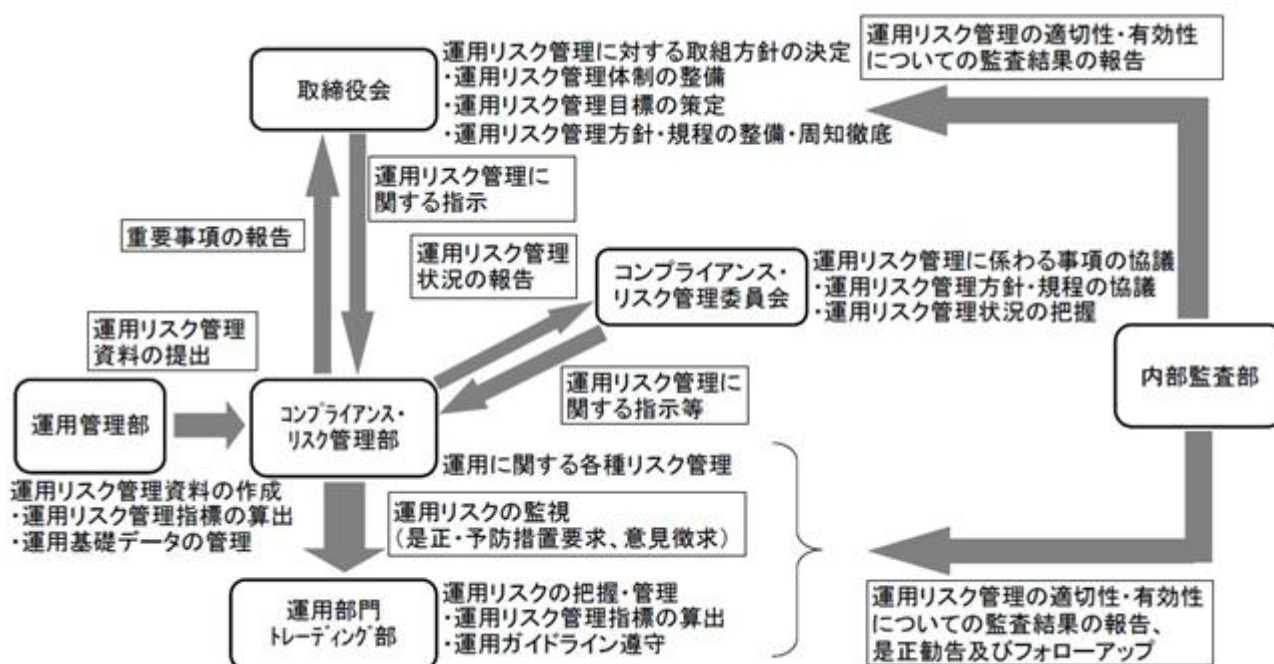 運用リスク管理に対する取組方針の決定
・運用リスク管理体制の整備
・運用リスク管理目標の策定
・運用リスク管理方針・規程の整備・周知徹底
取締役会
運用リスク管理の適切性・有効性
についての監査結果の報告
運用リスク管理に
関する指示
重要事項の報告
運用リスク管理
状況の報告
コンプライアンス・
リスク管理委員会
運用リスク管理に係わる事項の協議
・運用リスク管理方針・規程の協議
・運用リスク管理状況の把握
運用リスク管理
資料の提出
運用リスク管理に
関する指示等
内部監査部
運用管理部
コンプライアンス・
リスク管理部
運用に関する各種リスク管理
運用リスク管理資料の作成
・運用リスク管理指標の算出
・運用基礎データの管理
運用リスクの監視
（是正・予防措置要求、意見徴求）
運用部門
トレーディング部
運用リスクの把握・管理
・運用リスク管理指標の算出
・運用ガイドライン遵守
運用リスク管理の適切性・有効性
についての監査結果の報告、
是正勧告及びフォローアップ